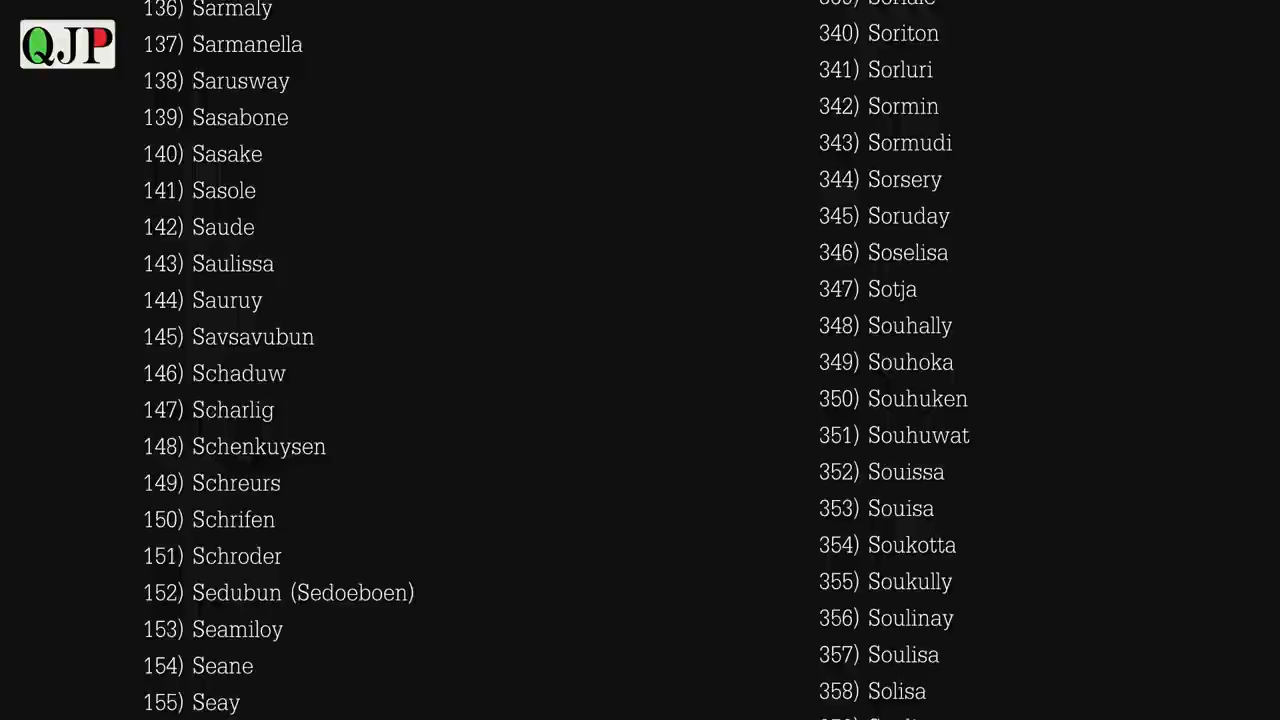 QJP
136) Sarmaly
137) Sarmanella
138) Sarusway
139) Sasabone
140) Sasake
141) Sasole
142) Saude
143) Saulissa
144) Sauruy
145) Savsavubun
146) Schaduw
147) Scharlig
148) Schenkuysen
149) Schreurs
150) Schrifen
151) Schroder
152) Sedubun (Sedoeboen)
153) Seamiloy
154) Seane
155) Seay
340) Soriton
341) Sorluri
342) Sormin
343) Sormudi
344) Sorsery
345) Soruday
346) Soselisa
347) Sotja
348) Souhally
349) Souhoka
350) Souhuken
351) Souhuwat
352) Souissa
353) Souisa
354) Soukotta
355) Soukully
356) Soulinay
357) Soulisa
358) Solisa